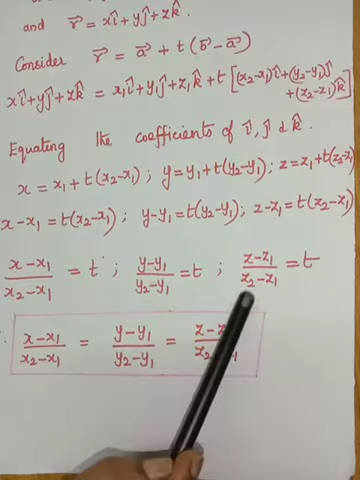 and r⃗ = xî+yĵ+zk̂
Consider r⃗ = a⃗ + t (b⃗ - a⃗)
xî+yĵ+zk̂ = x₁î+y₁ĵ+z₁k̂+t [(x₂-x₁)î+(y₂-y₁)ĵ
+(z₂-z₁)k̂]
Equating the coefficients of î, ĵ & k̂.
x = x₁ + t(x₂-x₁) ; y = y₁+t(y₂-y₁); z = z₁+t(z₂-z₁)
x-x₁ = t(x₂-x₁) ; y-y₁ = t(y₂-y₁); z-z₁ = t(z₂-z₁)
(x-x₁)/(x₂-x₁) = t ; (y-y₁)/(y₂-y₁) = t ; (z-z₁)/(z₂-z₁) = t
(x-x₁)/(x₂-x₁) = (y-y₁)/(y₂-y₁) =